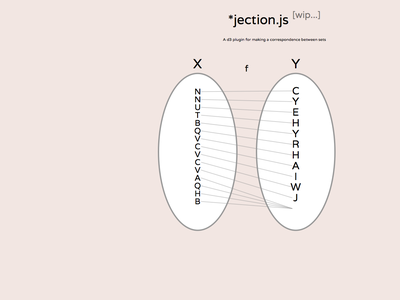 *jection.js [wip...]
A d3 plugin for making a correspondence between sets
X f Y
N
N
U
T
B
Q
V
C
V
C
V
A
Q
H
B
C
Y
E
H
Y
R
H
A
I
W
J